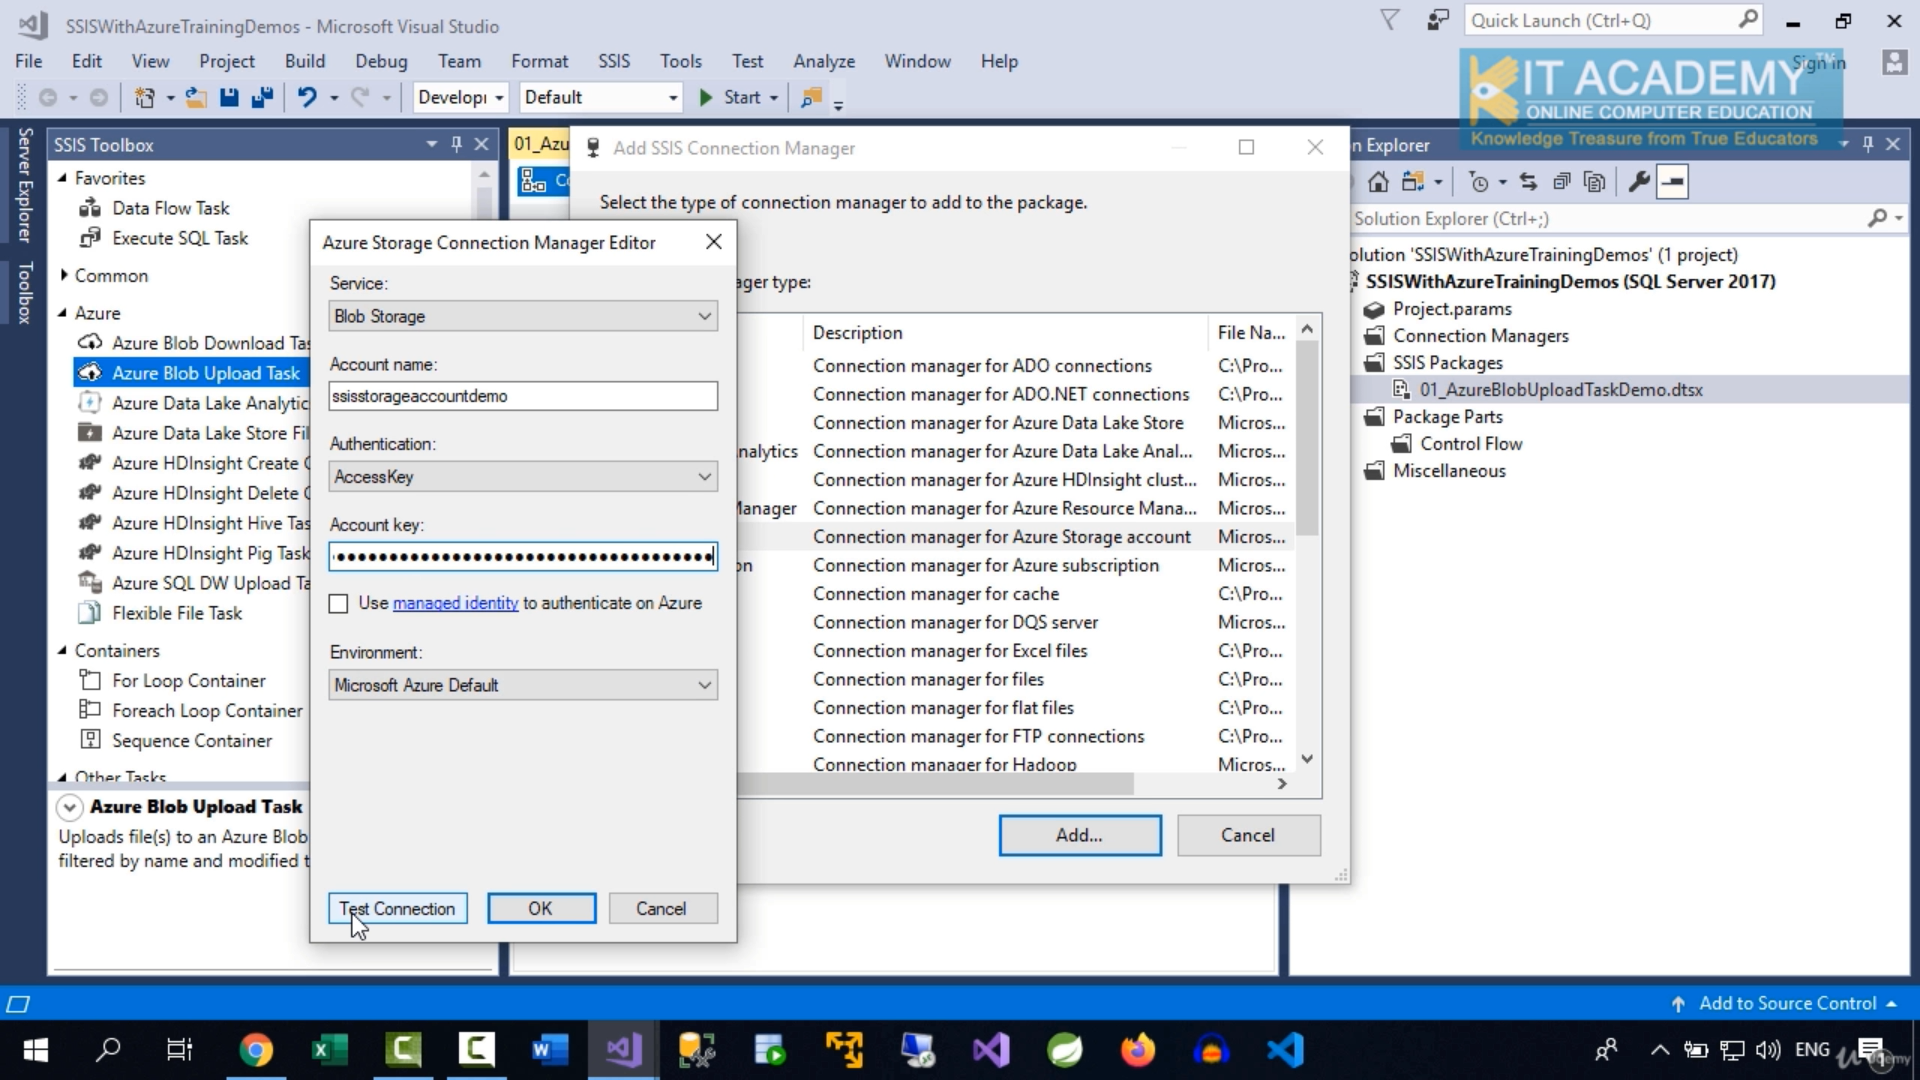 SSISWithAzureTrainingDemos - Microsoft Visual Studio
Quick Launch (Ctrl+Q)
File Edit View Project Build Debug Team Format SSIS Tools Test Analyze Window Help
Sign in
Developı Default Start
IT ACADEMY™
ONLINE COMPUTER EDUCATION
Knowledge Treasure from True Educators
Server Explorer
Toolbox
SSIS Toolbox
Favorites
Data Flow Task
Execute SQL Task
Common
Azure
Azure Blob Download Ta
Azure Blob Upload Task
Azure Data Lake Analytic
Azure Data Lake Store Fil
Azure HDInsight Create C
Azure HDInsight Delete C
Azure HDInsight Hive Tas
Azure HDInsight Pig Task
Azure SQL DW Upload Ta
Flexible File Task
Containers
For Loop Container
Foreach Loop Container
Sequence Container
Other Tasks
Azure Blob Upload Task
Uploads file(s) to an Azure Blob
filtered by name and modified t
01_Azu
Co
Add SSIS Connection Manager
Select the type of connection manager to add to the package.
ager type:
Description File Na...
Connection manager for ADO connections C:\Pro...
Connection manager for ADO.NET connections C:\Pro...
Connection manager for Azure Data Lake Store Micros...
nalytics Connection manager for Azure Data Lake Anal... Micros...
Connection manager for Azure HDInsight clust... Micros...
Manager Connection manager for Azure Resource Mana... Micros...
Connection manager for Azure Storage account Micros...
on Connection manager for Azure subscription Micros...
Connection manager for cache C:\Pro...
Connection manager for DQS server Micros...
Connection manager for Excel files C:\Pro...
Connection manager for files C:\Pro...
Connection manager for flat files C:\Pro...
Connection manager for FTP connections C:\Pro...
Connection manager for Hadoop Micros...
Add... Cancel
Azure Storage Connection Manager Editor
Service:
Blob Storage
Account name:
ssisstorageaccountdemo
Authentication:
AccessKey
Account key:
Use managed identity to authenticate on Azure
Environment:
Microsoft Azure Default
Test Connection OK Cancel
n Explorer
Solution Explorer (Ctrl+;)
olution 'SSISWithAzureTrainingDemos' (1 project)
SSISWithAzureTrainingDemos (SQL Server 2017)
Project.params
Connection Managers
SSIS Packages
01_AzureBlobUploadTaskDemo.dtsx
Package Parts
Control Flow
Miscellaneous
Add to Source Control
ENG